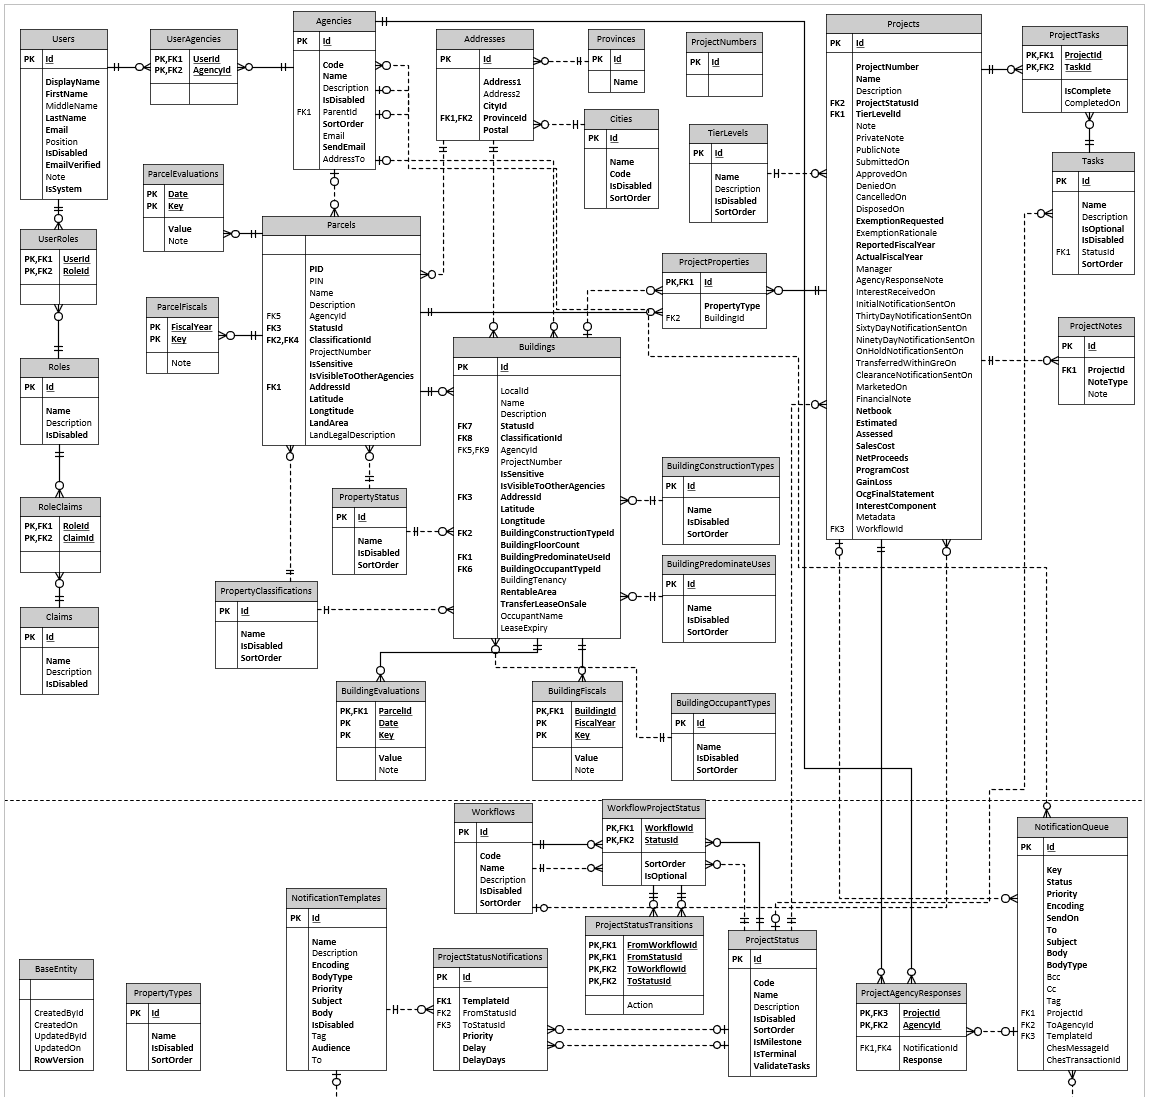 Users
PK Id
DisplayName
FirstName
MiddleName
LastName
Email
Position
IsDisabled
EmailVerified
Note
IsSystem
UserAgencies
PK,FK1 UserId
PK,FK2 AgencyId
Agencies
PK Id
Code
Name
Description
IsDisabled
FK1 ParentId
SortOrder
Email
SendEmail
AddressTo
Addresses
PK Id
Address1
Address2
CityId
FK1,FK2 ProvinceId
Postal
Provinces
PK Id
Name
ProjectNumbers
PK Id
Cities
PK Id
Name
Code
IsDisabled
SortOrder
TierLevels
PK Id
Name
Description
IsDisabled
SortOrder
Projects
PK Id
ProjectNumber
Name
Description
FK2 ProjectStatusId
FK1 TierLevelId
Note
PrivateNote
PublicNote
SubmittedOn
ApprovedOn
DeniedOn
CancelledOn
DisposedOn
ExemptionRequested
ExemptionRationale
ReportedFiscalYear
ActualFiscalYear
Manager
AgencyResponseNote
InterestReceivedOn
InitialNotificationSentOn
ThirtyDayNotificationSentOn
SixtyDayNotificationSentOn
NinetyDayNotificationSentOn
OnHoldNotificationSentOn
TransferredWithinGreOn
ClearanceNotificationSentOn
MarketedOn
FinancialNote
Netbook
Estimated
Assessed
SalesCost
NetProceeds
ProgramCost
GainLoss
OcgFinalStatement
InterestComponent
Metadata
FK3 WorkflowId
ProjectTasks
PK,FK1 ProjectId
PK,FK2 TaskId
IsComplete
CompletedOn
Tasks
PK Id
Name
Description
IsOptional
IsDisabled
FK1 StatusId
SortOrder
ProjectNotes
PK Id
FK1 ProjectId
NoteType
Note
ParcelEvaluations
PK Date
PK Key
Value
Note
UserRoles
PK,FK1 UserId
PK,FK2 RoleId
ParcelFiscals
PK FiscalYear
PK Key
Note
Parcels
PID
PIN
Name
Description
FK5 AgencyId
FK3 StatusId
FK2,FK4 ClassificationId
ProjectNumber
IsSensitive
IsVisibleToOtherAgencies
FK1 AddressId
Latitude
Longtitude
LandArea
LandLegalDescription
ProjectProperties
PK,FK1 Id
PropertyType
FK2 BuildingId
Buildings
PK Id
LocalId
Name
Description
FK7 StatusId
FK8 ClassificationId
FK5,FK9 AgencyId
ProjectNumber
IsSensitive
IsVisibleToOtherAgencies
FK3 AddressId
Latitude
Longtitude
FK2 BuildingConstructionTypeId
BuildingFloorCount
FK1 BuildingPredominateUseId
FK6 BuildingOccupantTypeId
BuildingTenancy
RentableArea
TransferLeaseOnSale
OccupantName
LeaseExpiry
Roles
PK Id
Name
Description
IsDisabled
RoleClaims
PK,FK1 RoleId
PK,FK2 ClaimId
Claims
PK Id
Name
Description
IsDisabled
PropertyStatus
PK Id
Name
IsDisabled
SortOrder
PropertyClassifications
PK Id
Name
IsDisabled
SortOrder
BuildingConstructionTypes
PK Id
Name
IsDisabled
SortOrder
BuildingPredominateUses
PK Id
Name
IsDisabled
SortOrder
BuildingEvaluations
PK,FK1 ParcelId
PK Date
PK Key
Value
Note
BuildingFiscals
PK,FK1 BuildingId
PK FiscalYear
PK Key
Value
Note
BuildingOccupantTypes
PK Id
Name
IsDisabled
SortOrder
Workflows
PK Id
Code
Name
Description
IsDisabled
SortOrder
WorkflowProjectStatus
PK,FK1 WorkflowId
PK,FK2 StatusId
SortOrder
IsOptional
NotificationQueue
PK Id
Key
Status
Priority
Encoding
SendOn
To
Subject
Body
BodyType
Bcc
Cc
Tag
FK1 ProjectId
FK2 ToAgencyId
FK3 TemplateId
ChesMessageId
ChesTransactionId
NotificationTemplates
PK Id
Name
Description
Encoding
BodyType
Priority
Subject
Body
IsDisabled
Tag
Audience
To
ProjectStatusTransitions
PK,FK1 FromWorkflowId
PK,FK1 FromStatusId
PK,FK2 ToWorkflowId
PK,FK2 ToStatusId
Action
ProjectStatus
PK Id
Code
Name
Description
IsDisabled
SortOrder
IsMilestone
IsTerminal
ValidateTasks
ProjectStatusNotifications
PK Id
FK1 TemplateId
FK2 FromStatusId
FK3 ToStatusId
Priority
Delay
DelayDays
BaseEntity
CreatedById
CreatedOn
UpdatedById
UpdatedOn
RowVersion
PropertyTypes
PK Id
Name
IsDisabled
SortOrder
ProjectAgencyResponses
PK,FK3 ProjectId
PK,FK2 AgencyId
FK1,FK4 NotificationId
Response